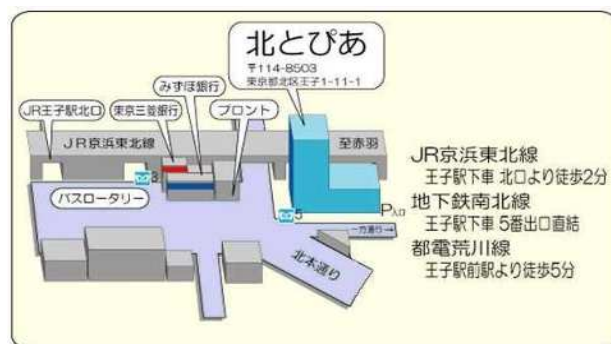 北とぴあ
〒114-8503
東京都北区王子1-11-1
みずほ銀行
JR王子駅北口
東京三菱銀行
プロント
JR京浜東北線
至赤羽
3
バスロータリー
5
P入口
一方通り→
北本通り
JR京浜東北線
王子駅下車 北口より徒歩2分
地下鉄南北線
王子駅下車 5番出口直結
都電荒川線
王子駅前駅より徒歩5分